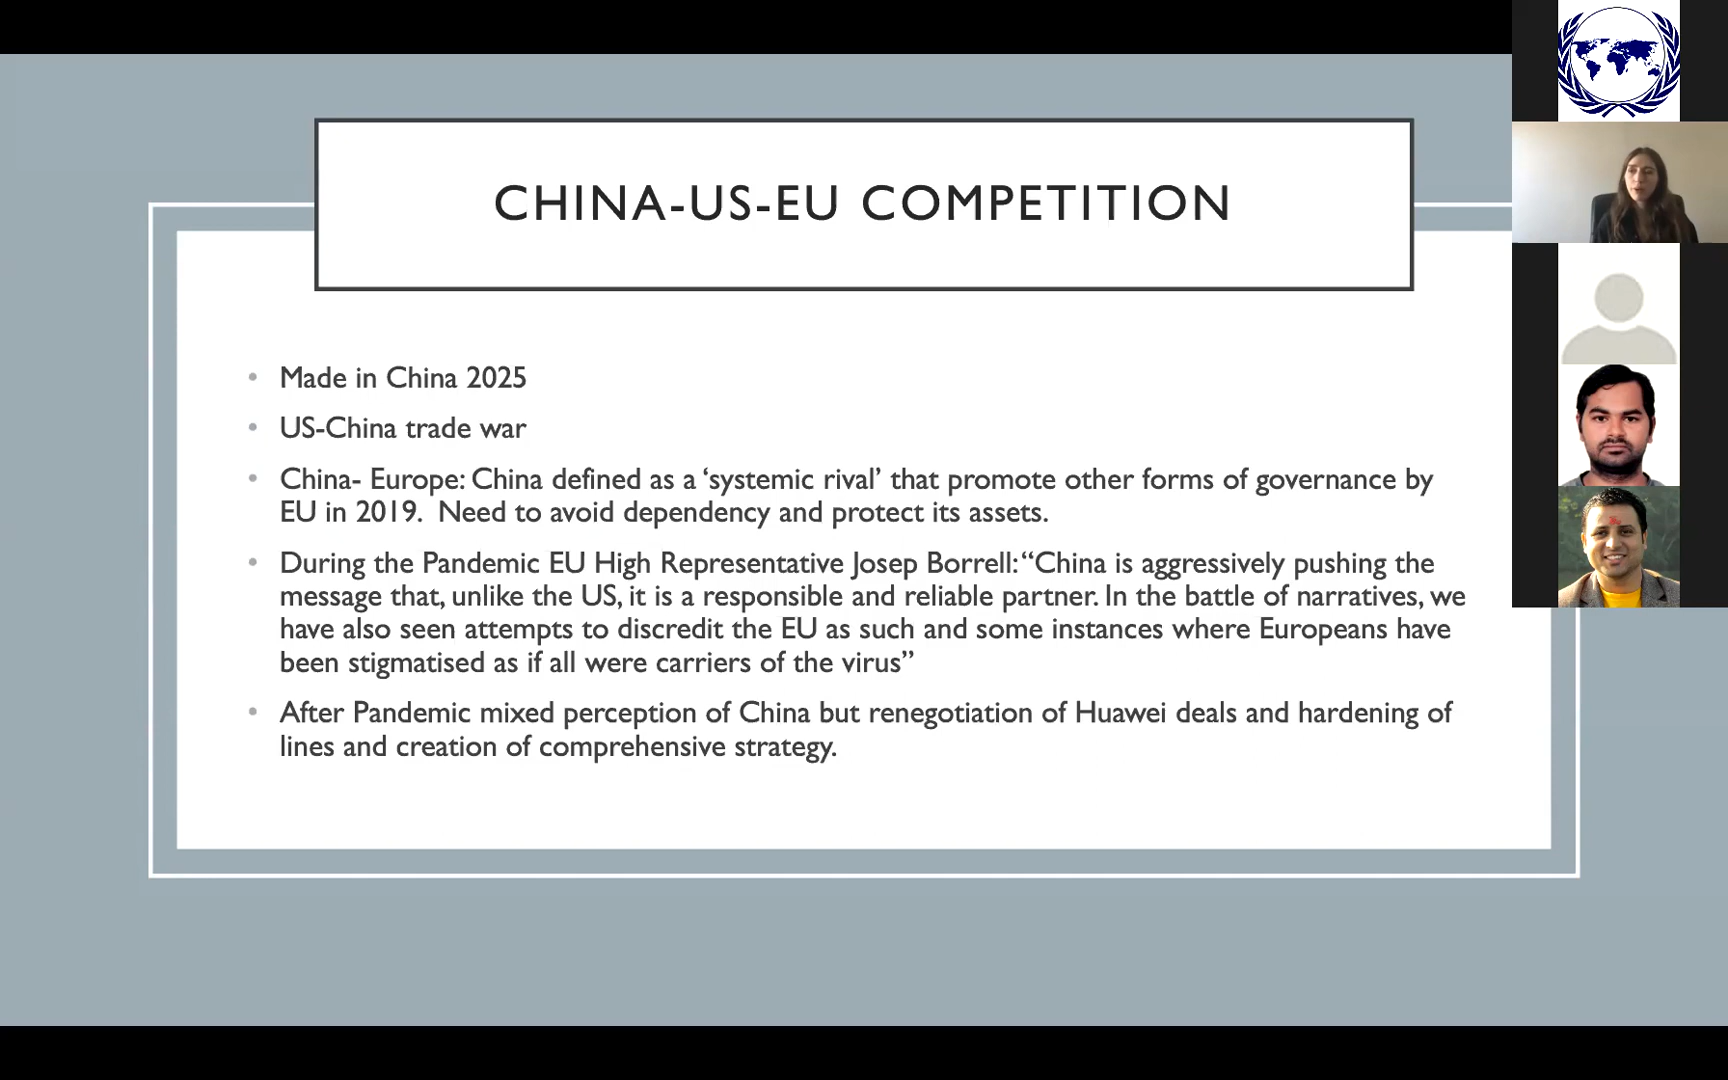 CHINA-US-EU COMPETITION
• Made in China 2025
• US-China trade war
• China- Europe: China defined as a ‘systemic rival’ that promote other forms of governance by
EU in 2019.  Need to avoid dependency and protect its assets.
• During the Pandemic EU High Representative Josep Borrell: “China is aggressively pushing the
message that, unlike the US, it is a responsible and reliable partner. In the battle of narratives, we
have also seen attempts to discredit the EU as such and some instances where Europeans have
been stigmatised as if all were carriers of the virus”
• After Pandemic mixed perception of China but renegotiation of Huawei deals and hardening of
lines and creation of comprehensive strategy.